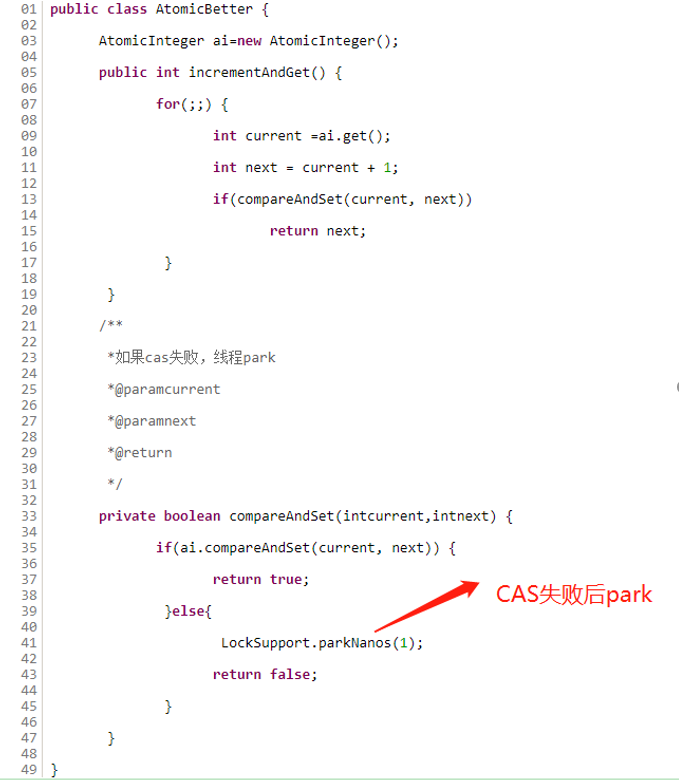 01 public class AtomicBetter {
02
03 AtomicInteger ai=new AtomicInteger();
04
05 public int incrementAndGet() {
06
07 for(;;) {
08
09 int current =ai.get();
10
11 int next = current + 1;
12
13 if(compareAndSet(current, next))
14
15 return next;
16
17 }
18
19 }
20
21 /**
22
23 *如果cas失败，线程park
24
25 *@paramcurrent
26
27 *@paramnext
28
29 *@return
30
31 */
32
33 private boolean compareAndSet(intcurrent,intnext) {
34
35 if(ai.compareAndSet(current, next)) {
36
37 return true;
38
39 }else{
40
41 LockSupport.parkNanos(1);
42
43 return false;
44
45 }
46
47 }
48
49 }
CAS失败后park